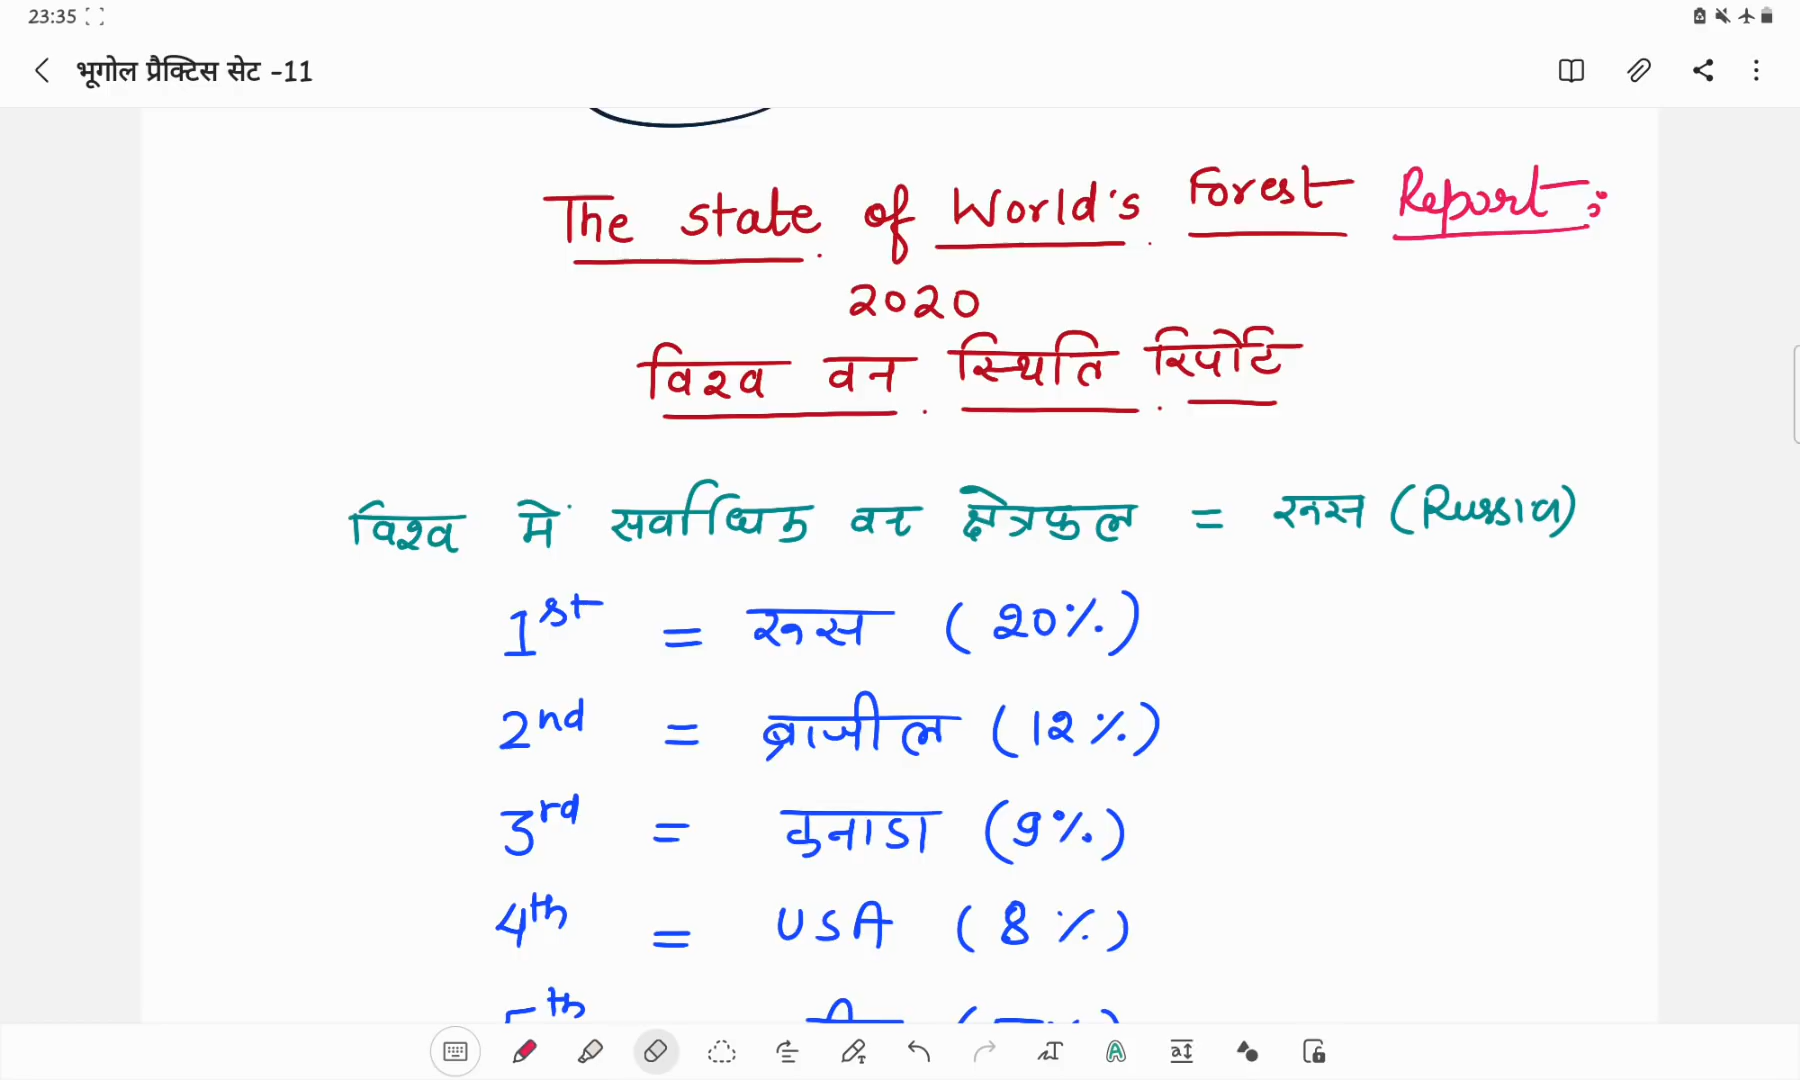 23:35
भूगोल प्रैक्टिस सेट -11
The state of World's Forest Report :
2020
विश्व वन स्थिति रिर्पोट
विश्व में सर्वाधिक वन क्षेत्रफल = रूस (Russia)
1st = रूस (20%)
2nd = ब्राजील (12%)
3rd = कनाडा (9%)
4th = USA (8%)
5th